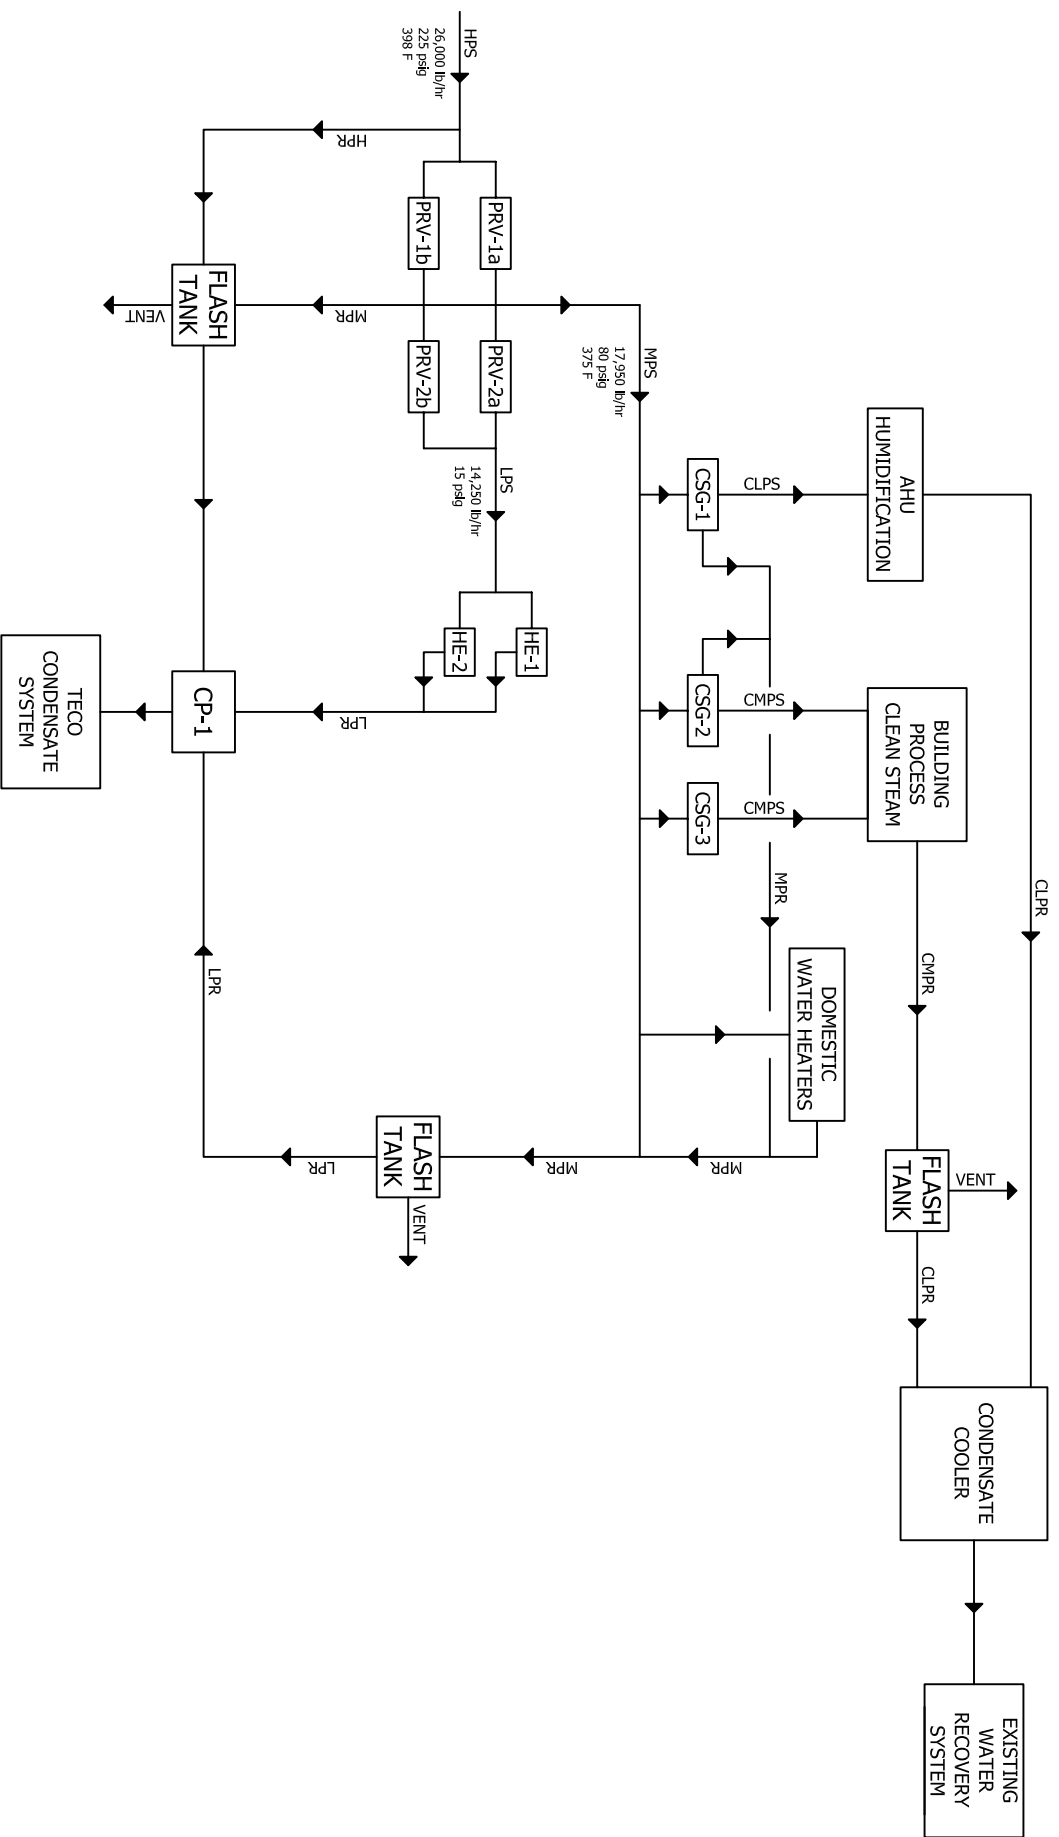 HPS
26,000 lb/hr
225 psig
398 F
HPR
PRV-1a
PRV-1b
FLASH
TANK
VENT
MPR
PRV-2a
PRV-2b
MPS
17,950 lb/hr
80 psig
375 F
LPS
14,250 lb/hr
15 psig
AHU
HUMIDIFICATION
CLPS
CSG-1
HE-1
HE-2
LPR
CP-1
TECO
CONDENSATE
SYSTEM
BUILDING
PROCESS
CLEAN STEAM
CMPS
CSG-2
CMPS
CSG-3
MPR
CLPR
CMPR
DOMESTIC
WATER HEATERS
LPR
MPR
MPR
FLASH
TANK
LPR
VENT
FLASH
TANK
VENT
CLPR
CONDENSATE
COOLER
EXISTING
WATER
RECOVERY
SYSTEM